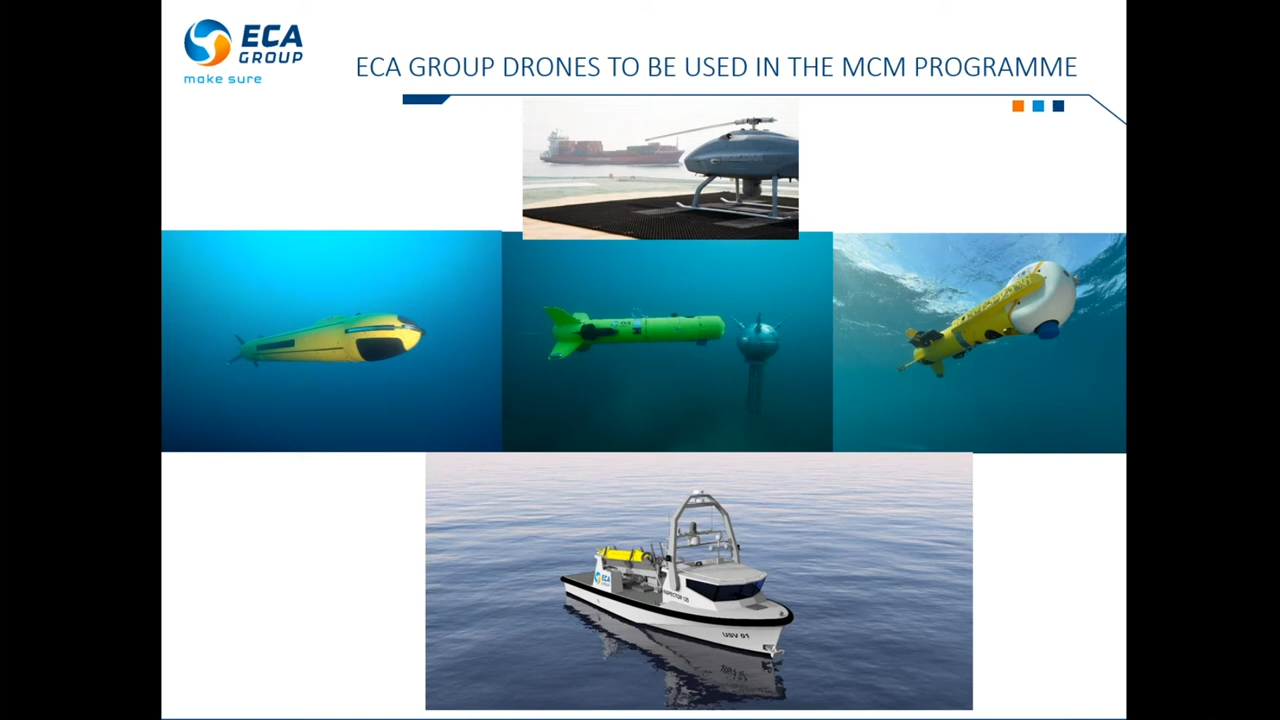 ECA
GROUP
make sure
ECA GROUP DRONES TO BE USED IN THE MCM PROGRAMME
ECA
GROUP
INSPECTOR 125
USV 01